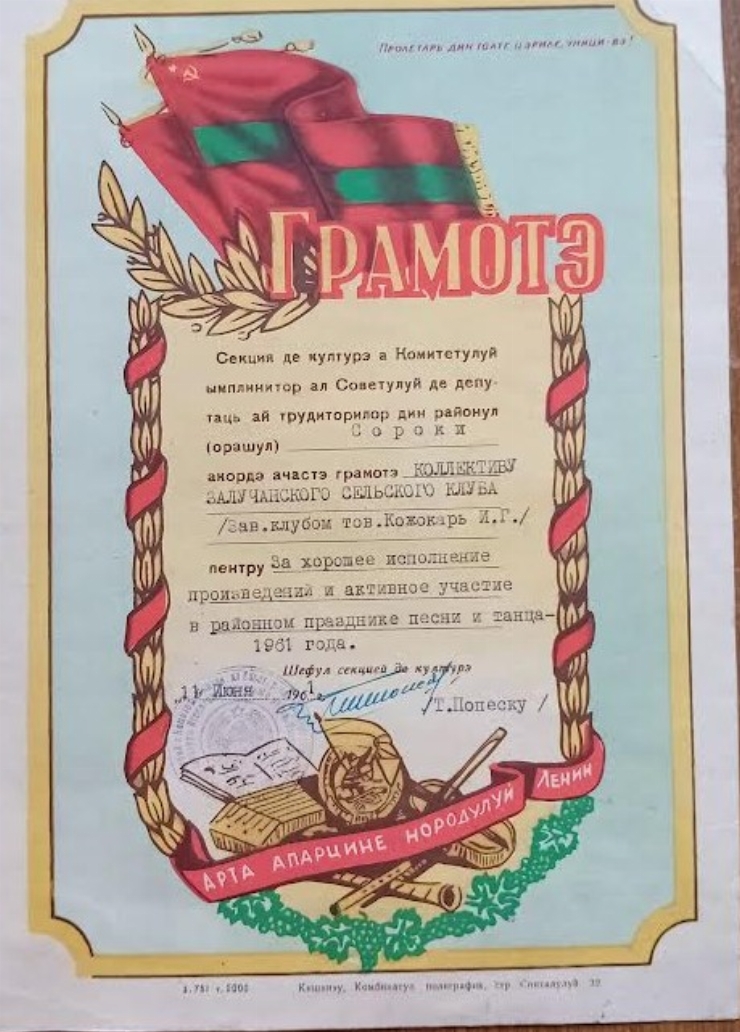 Пролетарь дин тоате цэриле, уници-вэ!
ГРАМОТЭ
Секция де културэ а Комитетулуй
ымплинитор ал Советулуй де депу-
таць ай трудиторилор дин районул
Сороки
(орашул)
акордэ ачастэ грамотэ КОЛЛЕКТИВУ
ЗАЛУЧАНСКОГО СЕЛЬСКОГО КЛУБА
/Зав.клубом тов.Кожокарь И.Г./
пентру За хорошее исполнение
произведений и активное участие
в районном празднике песни и танца-
1961 года.
Шефул секцией де културэ
11 Июня 1961
/Т.Попеску /
АРТА АПАРЦИНЕ НОРОДУЛУЙ
ЛЕНИН
т. 5000 Кишинэу, Комбинатул полиграфик, стр.